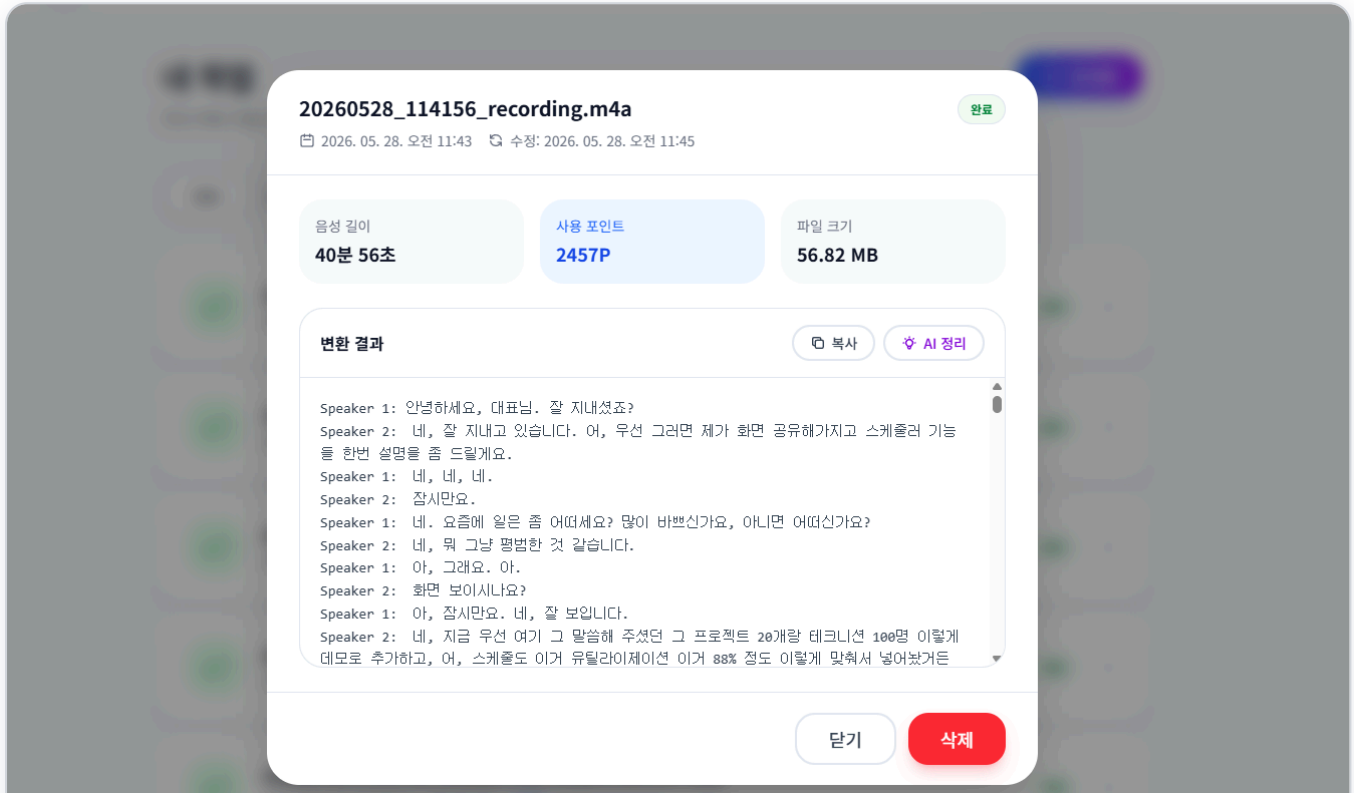 20260528_114156_recording.m4a
완료
2026. 05. 28. 오전 11:43 수정: 2026. 05. 28. 오전 11:45
음성 길이
40분 56초
사용 포인트
2457P
파일 크기
56.82 MB
변환 결과
복사
AI 정리
Speaker 1: 안녕하세요, 대표님. 잘 지내셨죠?
Speaker 2: 네, 잘 지내고 있습니다. 어, 우선 그러면 제가 화면 공유해가지고 스케줄러 기능
들 한번 설명을 좀 드릴게요.
Speaker 1: 네, 네, 네.
Speaker 2: 잠시만요.
Speaker 1: 네. 요즘에 일은 좀 어떠세요? 많이 바쁘신가요, 아니면 어떠신가요?
Speaker 2: 네, 뭐 그냥 평범한 것 같습니다.
Speaker 1: 아, 그래요. 아.
Speaker 2: 화면 보이시나요?
Speaker 1: 아, 잠시만요. 네, 잘 보입니다.
Speaker 2: 네, 지금 우선 여기 그 말씀해 주셨던 그 프로젝트 20개랑 테크니션 100명 이렇게
데모로 추가하고, 어, 스케줄도 이거 유틸라이제이션 이거 88% 정도 이렇게 맞춰서 넣어놨거든
닫기
삭제